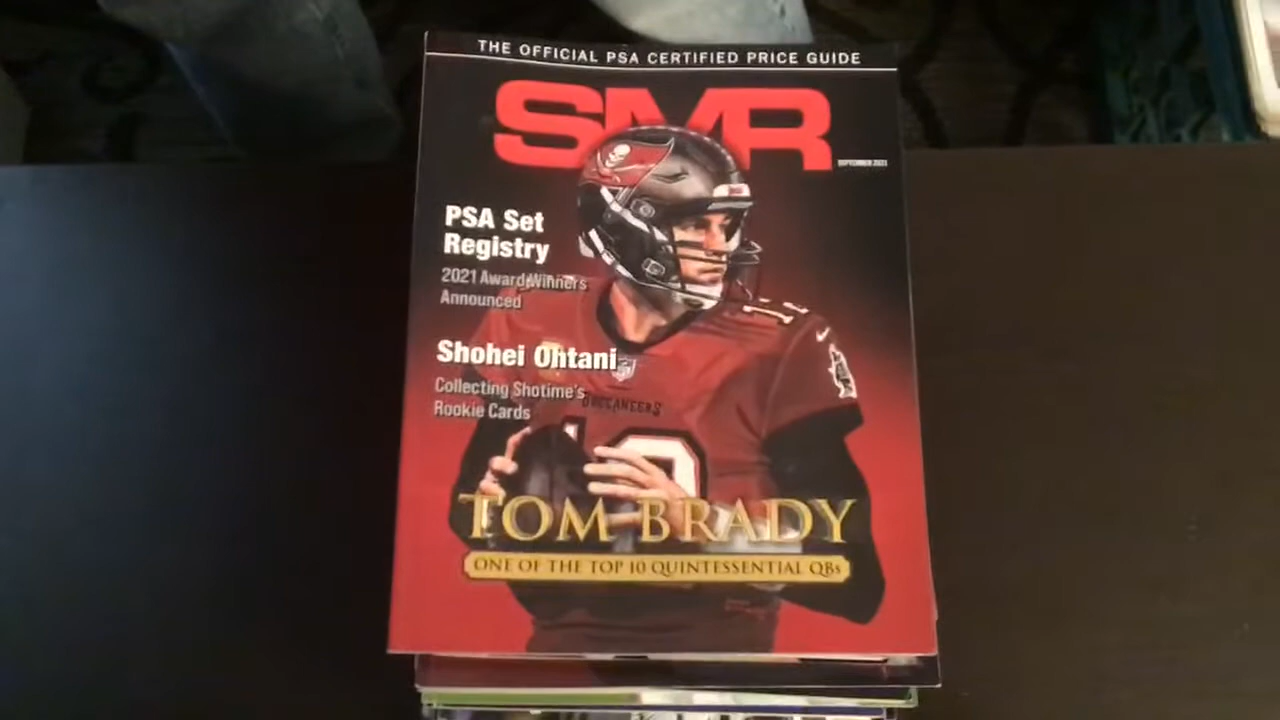 THE OFFICIAL PSA CERTIFIED PRICE GUIDE
SMR
SEPTEMBER 2021
PSA Set
Registry
2021 Award Winners
Announced
Shohei Ohtani
Collecting Shotime's
Rookie Cards
BUCCANEERS
TOM BRADY
ONE OF THE TOP 10 QUINTESSENTIAL QBs